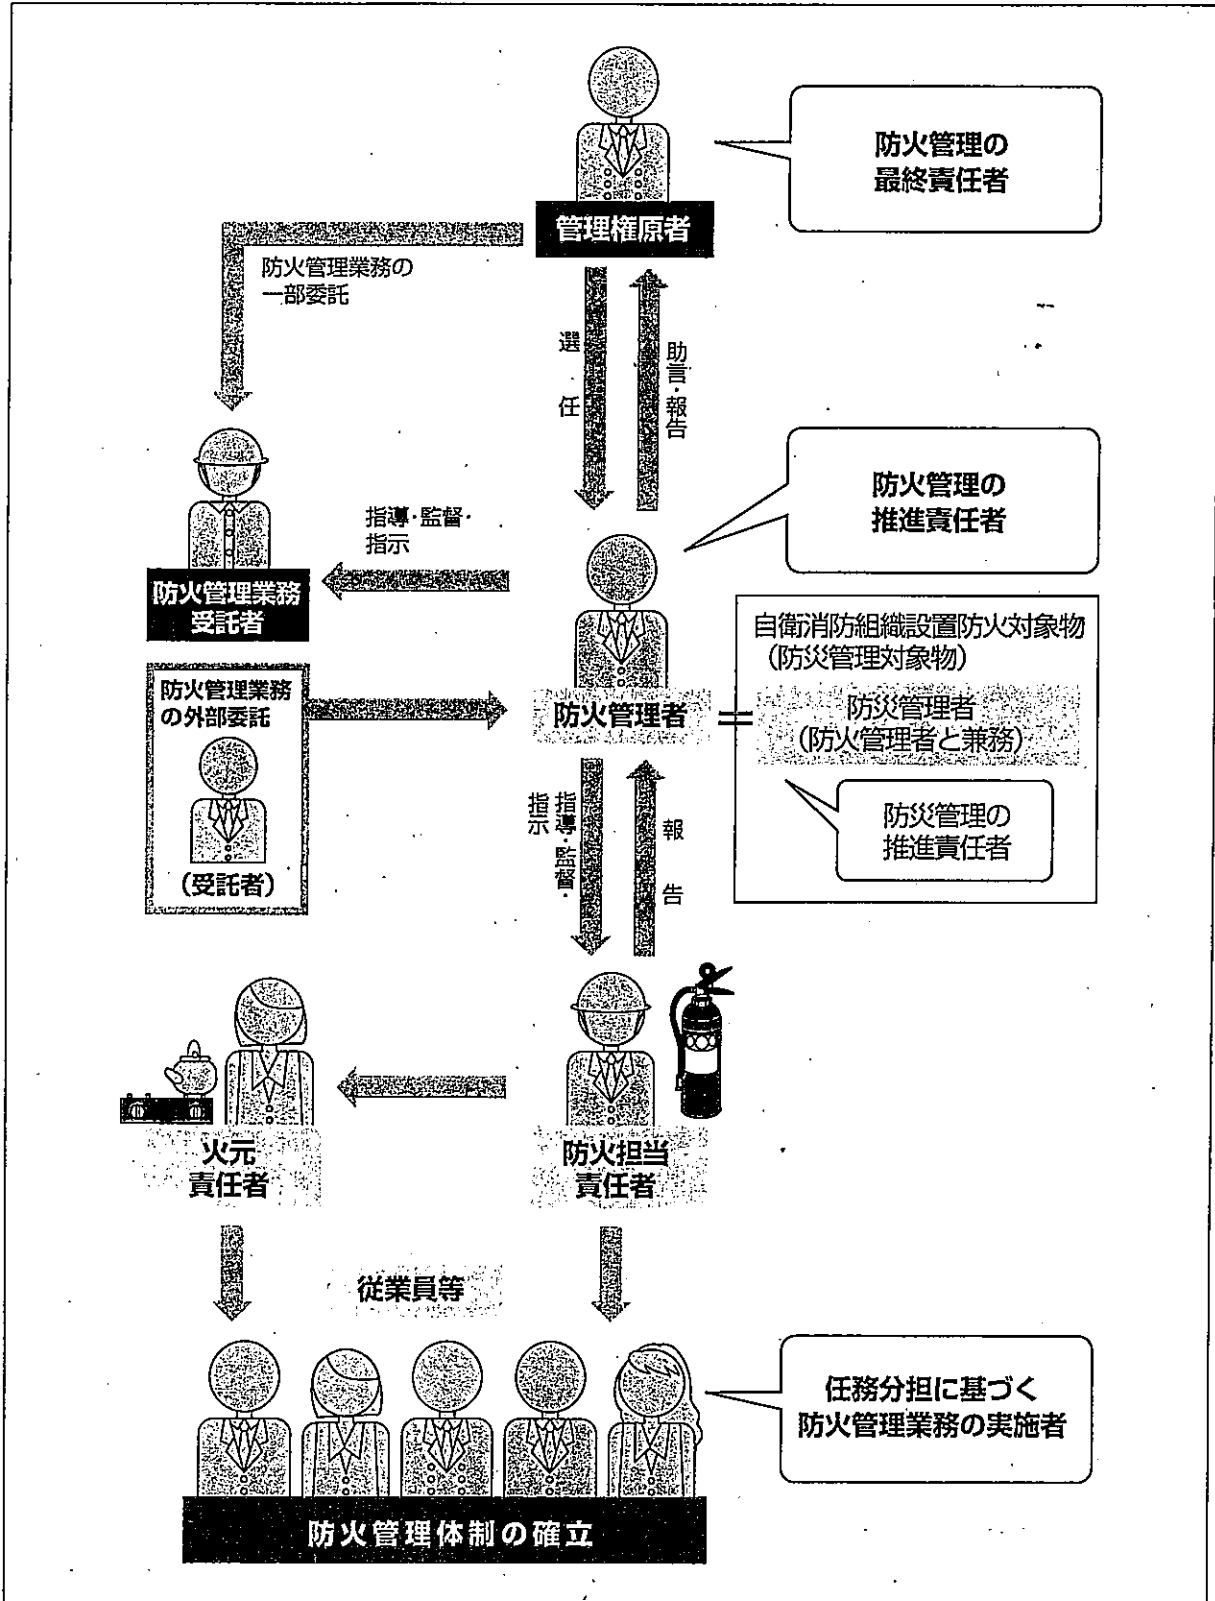 防火管理の
最終責任者
管理権原者
防火管理業務の
一部委託
選任
助言・報告
防火管理の
推進責任者
指導・監督・
指示
防火管理業務
受託者
自衛消防組織設置防火対象物
（防災管理対象物）
防火管理業務
の外部委託
防火管理者
防災管理者
（防火管理者と兼務）
指導・監督・
指示
報告
防災管理の
推進責任者
（受託者）
火元
責任者
防火担当
責任者
従業員等
任務分担に基づく
防火管理業務の実施者
防火管理体制の確立